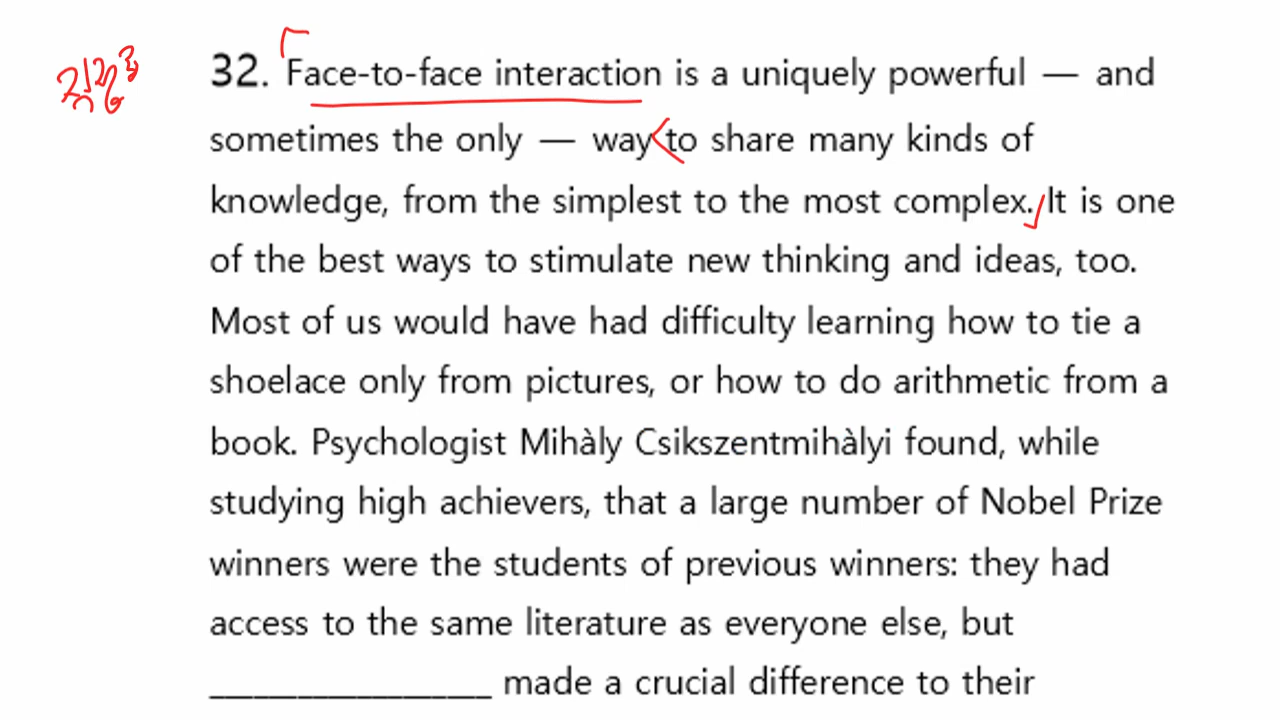 32. Face-to-face interaction is a uniquely powerful — and
sometimes the only — way to share many kinds of
knowledge, from the simplest to the most complex. It is one
of the best ways to stimulate new thinking and ideas, too.
Most of us would have had difficulty learning how to tie a
shoelace only from pictures, or how to do arithmetic from a
book. Psychologist Mihàly Csikszentmihàlyi found, while
studying high achievers, that a large number of Nobel Prize
winners were the students of previous winners: they had
access to the same literature as everyone else, but
________________ made a crucial difference to their